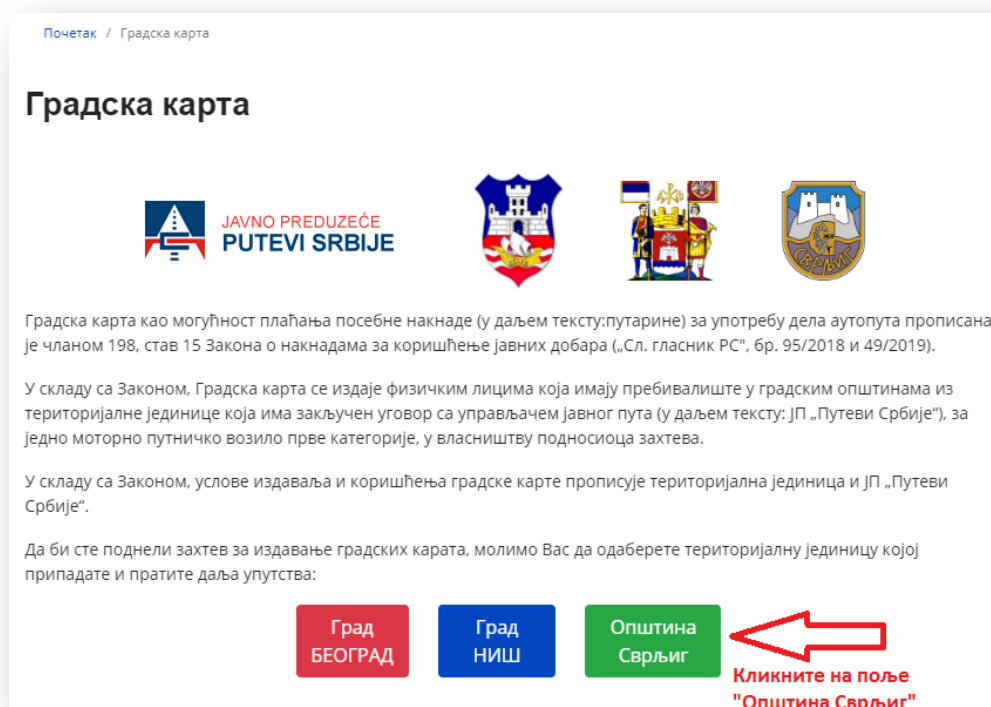 Почетак / Градска карта
Градска карта
JAVNO PREDUZEĆE
PUTEVI SRBIJE
СВРЉИГ
Градска карта као могућност плаћања посебне накнаде (у даљем тексту:путарине) за употребу дела аутопута прописана
је чланом 198, став 15 Закона о накнадама за коришћење јавних добара („Сл. гласник РС", бр. 95/2018 и 49/2019).
У складу са Законом, Градска карта се издаје физичким лицима која имају пребивалиште у градским општинама из
територијалне јединице која има закључен уговор са управљачем јавног пута (у даљем тексту: ЈП „Путеви Србије“), за
једно моторно путничко возило прве категорије, у власништву подносиоца захтева.
У складу са Законом, услове издаваља и коришћења градске карте прописује територијална јединица и ЈП „Путеви
Србије“.
Да би сте поднели захтев за издавање градских карата, молимо Вас да одаберете територијалну јединицу којој
припадате и пратите даља упутства:
Град
БЕОГРАД
Град
НИШ
Општина
Сврљиг
Кликните на поље
"Општина Сврљиг"